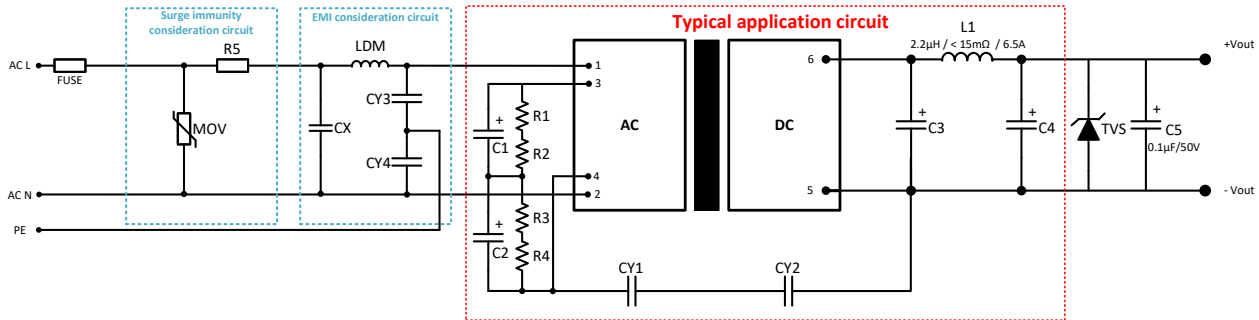 Surge immunity
consideration circuit
EMI consideration circuit
Typical application circuit
R5
LDM
L1
2.2µH / < 15mΩ / 6.5A
AC L
FUSE
1
3
6
+Vout
MOV
CX
CY3
CY4
C1
+
R1
R2
AC
DC
+
C3
+
C4
TVS
+
C5
0.1µF/50V
4
2
5
AC N
- Vout
PE
+
C2
R3
R4
CY1
CY2